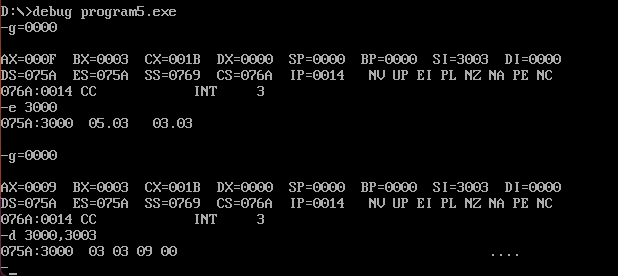 D:\>debug program5.exe
-g=0000
AX=000F  BX=0003  CX=001B  DX=0000  SP=0000  BP=0000  SI=3003  DI=0000
DS=075A  ES=075A  SS=0769  CS=076A  IP=0014   NV UP EI PL NZ NA PE NC
076A:0014 CC            INT     3
-e 3000
075A:3000  05.03   03.03
-g=0000
AX=0009  BX=0003  CX=001B  DX=0000  SP=0000  BP=0000  SI=3003  DI=0000
DS=075A  ES=075A  SS=0769  CS=076A  IP=0014   NV UP EI PL NZ NA PE NC
076A:0014 CC            INT     3
-d 3000,3003
075A:3000  03 03 09 00                                       ....
-_